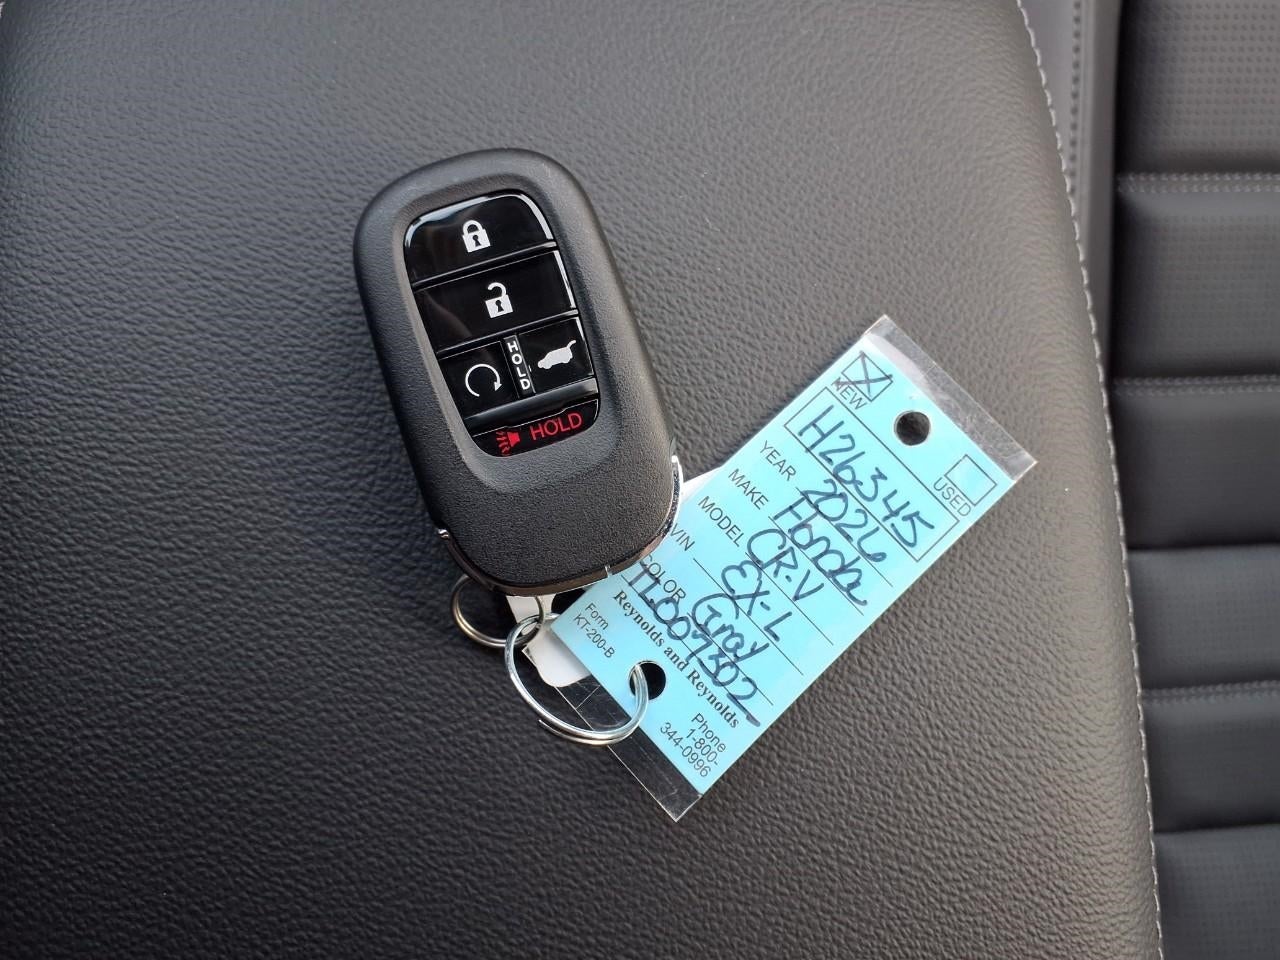 HOLD
HOLD
NEW
USED
H26345
YEAR 2026
MAKE Honda
MODEL CR-V
VIN EX-L
COLOR Gray
TL009302
Reynolds and Reynolds
Form
KT-200-B
Phone
1-800-
344-0996